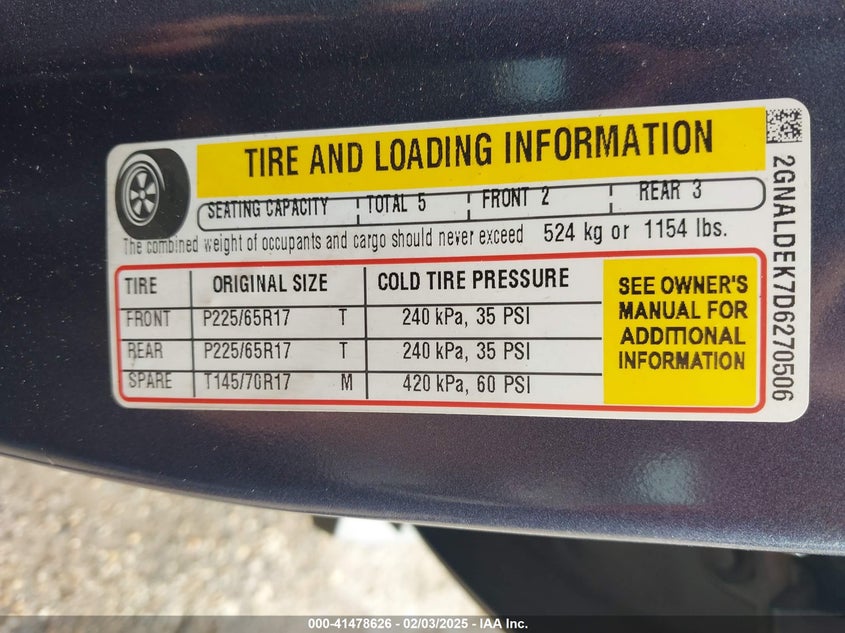 TIRE AND LOADING INFORMATION
SEATING CAPACITY TOTAL 5 FRONT 2 REAR 3
The combined weight of occupants and cargo should never exceed 524 kg or 1154 lbs.
TIRE ORIGINAL SIZE COLD TIRE PRESSURE
FRONT P225/65R17 T 240 kPa, 35 PSI
REAR P225/65R17 T 240 kPa, 35 PSI
SPARE T145/70R17 M 420 kPa, 60 PSI
SEE OWNER'S
MANUAL FOR
ADDITIONAL
INFORMATION
2GNALDEK7D6270506
000-41478626 - 02/03/2025 - IAA Inc.